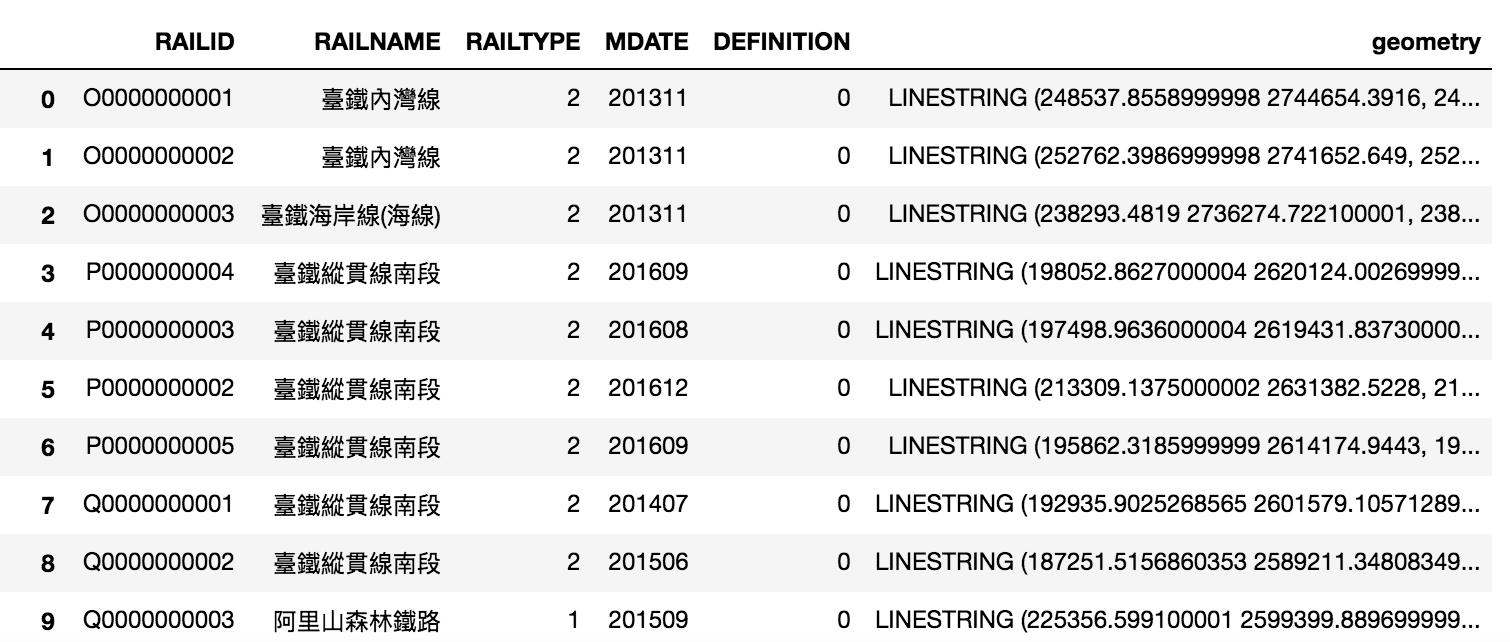 RAILID RAILNAME RAILTYPE MDATE DEFINITION geometry
0 O0000000001 臺鐵內灣線 2 201311 0 LINESTRING (248537.8558999998 2744654.3916, 24...
1 O0000000002 臺鐵內灣線 2 201311 0 LINESTRING (252762.3986999998 2741652.649, 252...
2 O0000000003 臺鐵海岸線(海線) 2 201311 0 LINESTRING (238293.4819 2736274.722100001, 238...
3 P0000000004 臺鐵縱貫線南段 2 201609 0 LINESTRING (198052.8627000004 2620124.00269999...
4 P0000000003 臺鐵縱貫線南段 2 201608 0 LINESTRING (197498.9636000004 2619431.83730000...
5 P0000000002 臺鐵縱貫線南段 2 201612 0 LINESTRING (213309.1375000002 2631382.5228, 21...
6 P0000000005 臺鐵縱貫線南段 2 201609 0 LINESTRING (195862.3185999999 2614174.9443, 19...
7 Q0000000001 臺鐵縱貫線南段 2 201407 0 LINESTRING (192935.9025268565 2601579.10571289...
8 Q0000000002 臺鐵縱貫線南段 2 201506 0 LINESTRING (187251.5156860353 2589211.34808349...
9 Q0000000003 阿里山森林鐵路 1 201509 0 LINESTRING (225356.599100001 2599399.889699999...